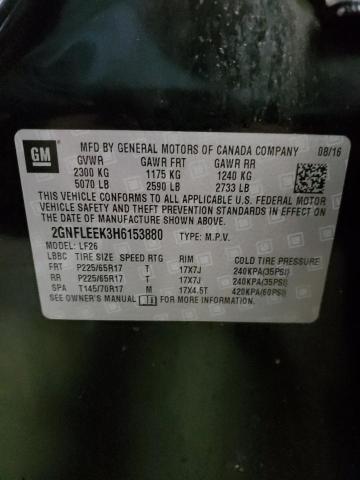 GM
MFD BY GENERAL MOTORS OF CANADA COMPANY 08/16
GVWR GAWR FRT GAWR RR
2300 KG 1175 KG 1240 KG
5070 LB 2590 LB 2733 LB
THIS VEHICLE CONFORMS TO ALL APPLICABLE U.S. FEDERAL MOTOR
VEHICLE SAFETY AND THEFT PREVENTION STANDARDS IN EFFECT ON
THE DATE OF MANUFACTURE SHOWN ABOVE.
2GNFLEEK3H6153880 TYPE: M.P.V.
MODEL: LF26
LBBC TIRE SIZE SPEED RTG RIM COLD TIRE PRESSURE
FRT P225/65R17 T 17X7J 240KPA(35PSI)
RR P225/65R17 T 17X7J 240KPA(35PSI)
SPA T145/70R17 M 17X4.5T 420KPA(60PSI)
SEE OWNER'S MANUAL FOR ADDITIONAL INFORMATION.